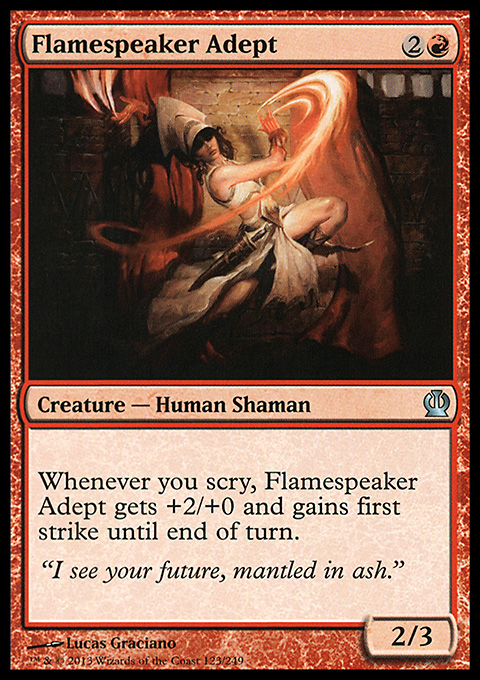 Flamespeaker Adept 2
Creature — Human Shaman
Whenever you scry, Flamespeaker
Adept gets +2/+0 and gains first
strike until end of turn.
“I see your future, mantled in ash.”
2/3
Lucas Graciano
™ & © 2013 Wizards of the Coast 123/249